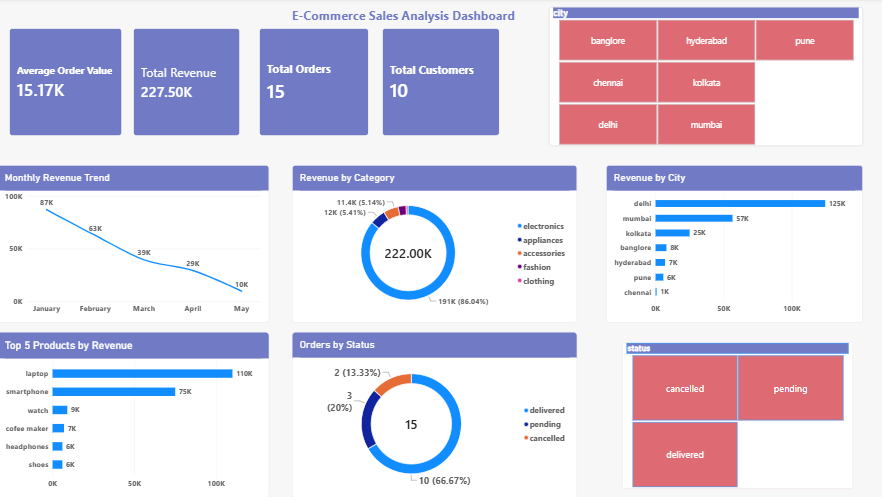 E-Commerce Sales Analysis Dashboard
Average Order Value
15.17K
Total Revenue
227.50K
Total Orders
15
Total Customers
10
city
banglore
hyderabad
pune
chennai
kolkata
delhi
mumbai
Monthly Revenue Trend
100K
50K
0K
87K
63K
39K
29K
10K
January
February
March
April
May
Revenue by Category
11.4K (5.14%)
12K (5.41%)
222.00K
191K (86.04%)
electronics
appliances
accessories
fashion
clothing
Revenue by City
delhi 125K
mumbai 57K
kolkata 25K
banglore 8K
hyderabad 7K
pune 6K
chennai 1K
0K 50K 100K
Top 5 Products by Revenue
laptop 110K
smartphone 75K
watch 9K
cofee maker 7K
headphones 6K
shoes 6K
0K 50K 100K
Orders by Status
2 (13.33%)
3
(20%)
15
10 (66.67%)
delivered
pending
cancelled
status
cancelled
pending
delivered